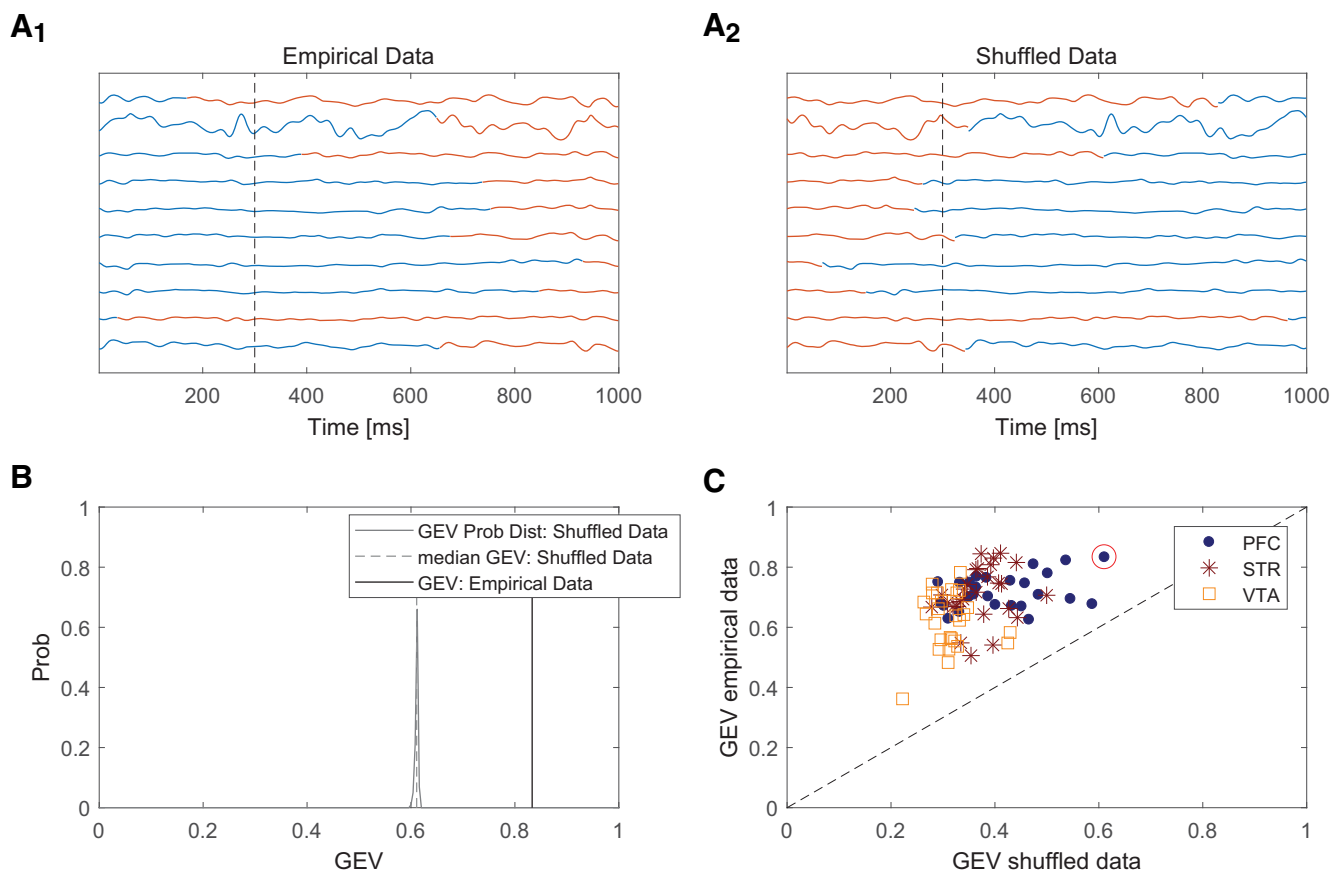 A1
Empirical Data
200 400 600 800 1000
Time [ms]
A2
Shuffled Data
200 400 600 800 1000
Time [ms]
B
1
0.8
0.6
0.4
0.2
0
Prob
GEV Prob Dist: Shuffled Data
median GEV: Shuffled Data
GEV: Empirical Data
0 0.2 0.4 0.6 0.8 1
GEV
C
1
0.8
0.6
0.4
0.2
0
GEV empirical data
PFC
STR
VTA
0 0.2 0.4 0.6 0.8 1
GEV shuffled data